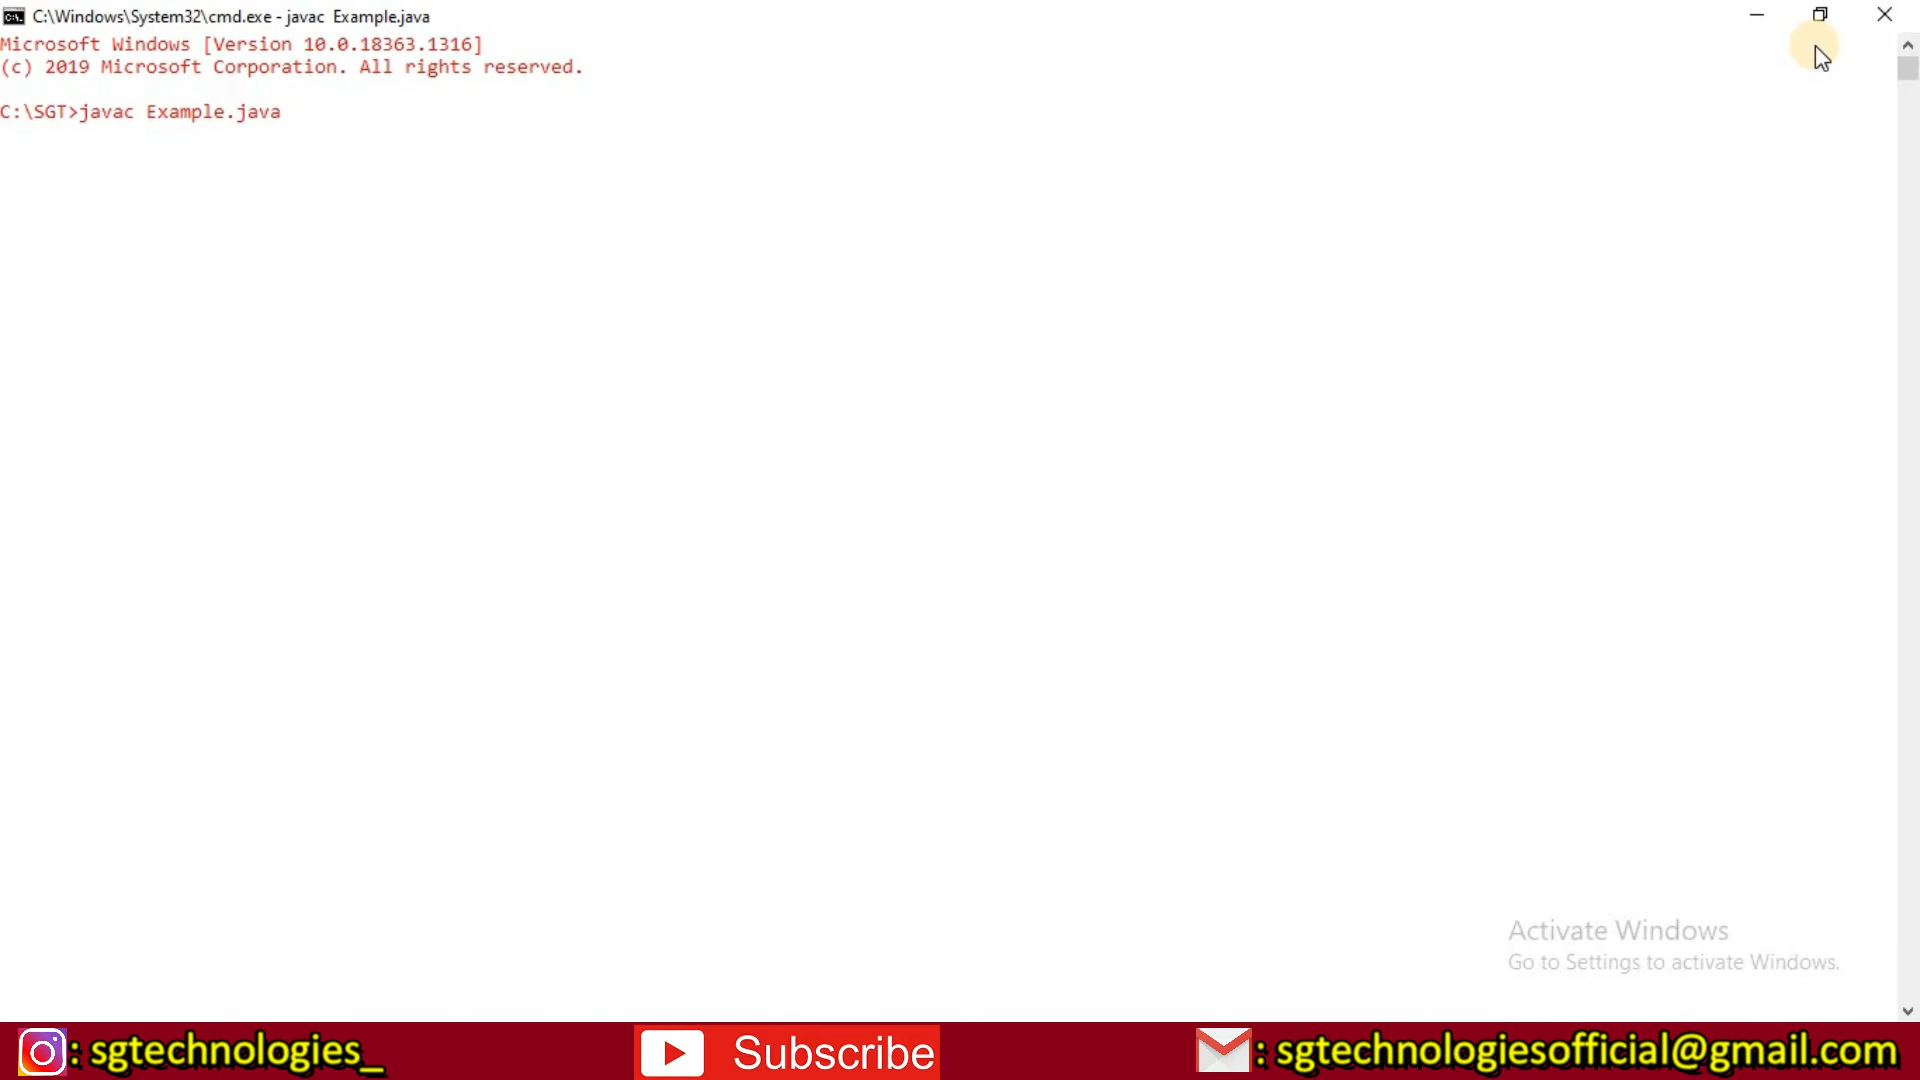 C:\Windows\System32\cmd.exe - javac  Example.java
Microsoft Windows [Version 10.0.18363.1316]
(c) 2019 Microsoft Corporation. All rights reserved.
C:\SGT>javac Example.java
Activate Windows
Go to Settings to activate Windows.
: sgtechnologies_
Subscribe
: sgtechnologiesofficial@gmail.com